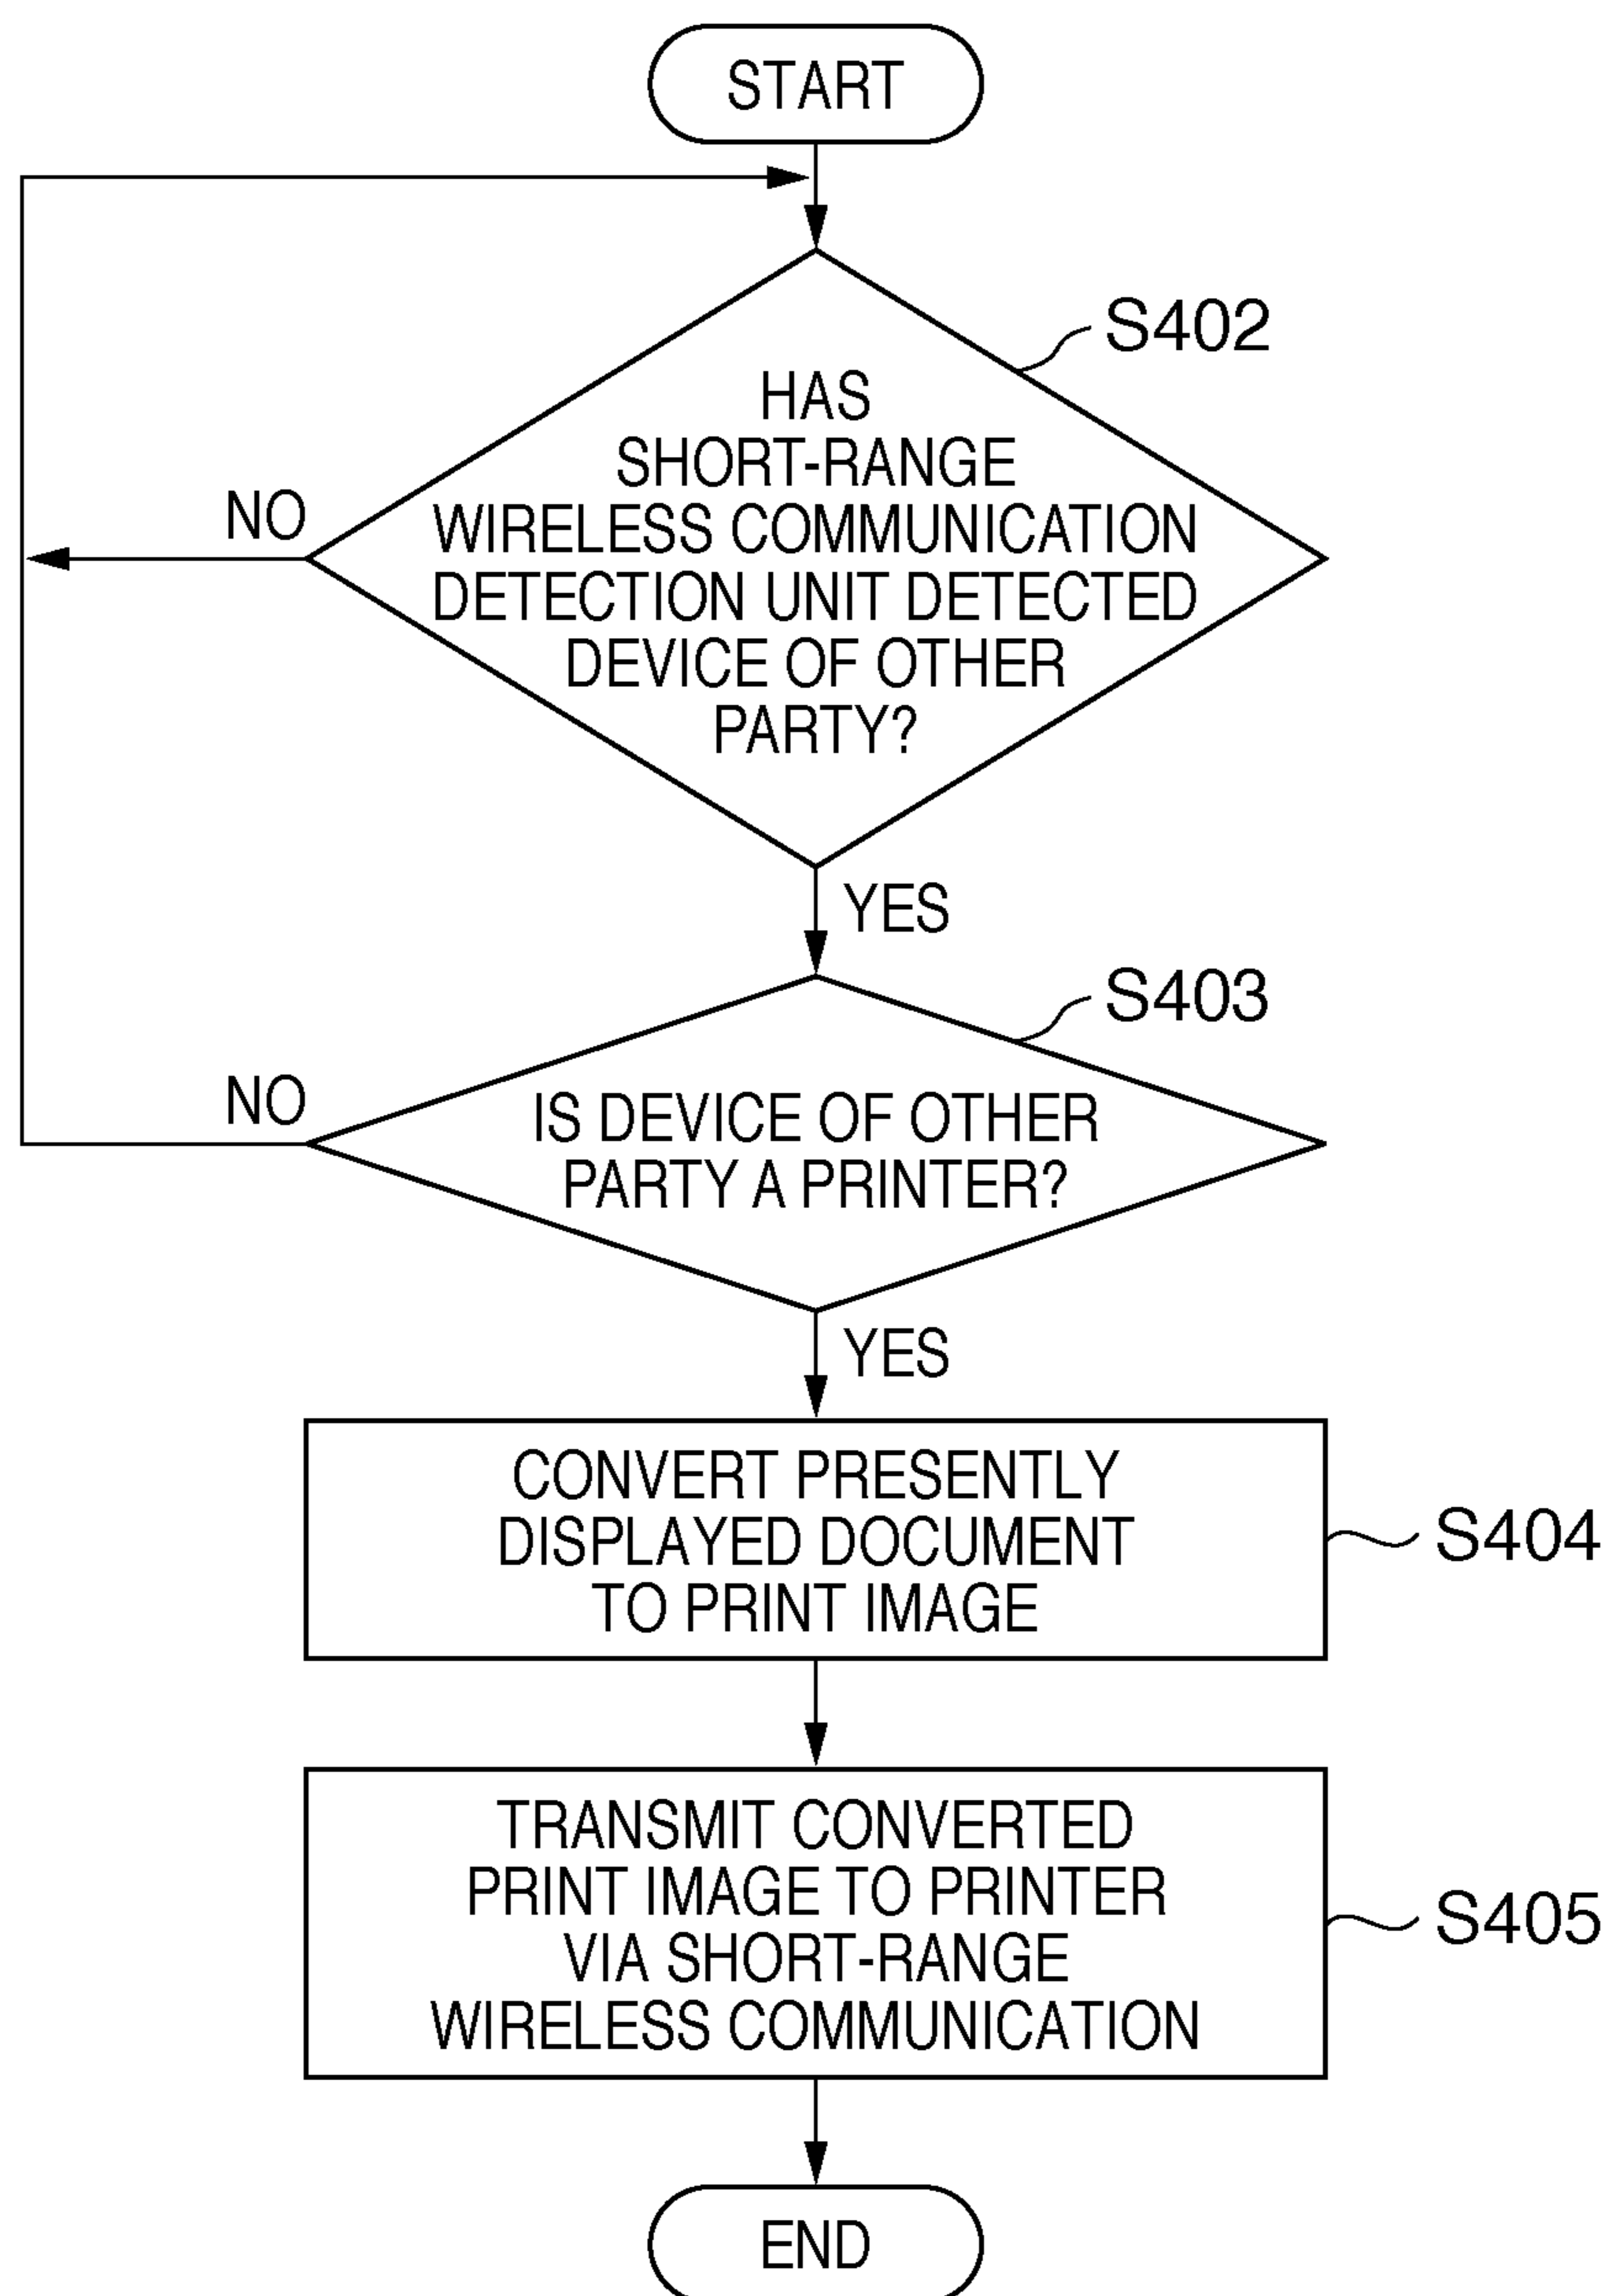 START
S402
HAS
SHORT-RANGE
WIRELESS COMMUNICATION
DETECTION UNIT DETECTED
DEVICE OF OTHER
PARTY?
NO
YES
S403
IS DEVICE OF OTHER
PARTY A PRINTER?
NO
YES
CONVERT PRESENTLY
DISPLAYED DOCUMENT
TO PRINT IMAGE
S404
TRANSMIT CONVERTED
PRINT IMAGE TO PRINTER
VIA SHORT-RANGE
WIRELESS COMMUNICATION
S405
END